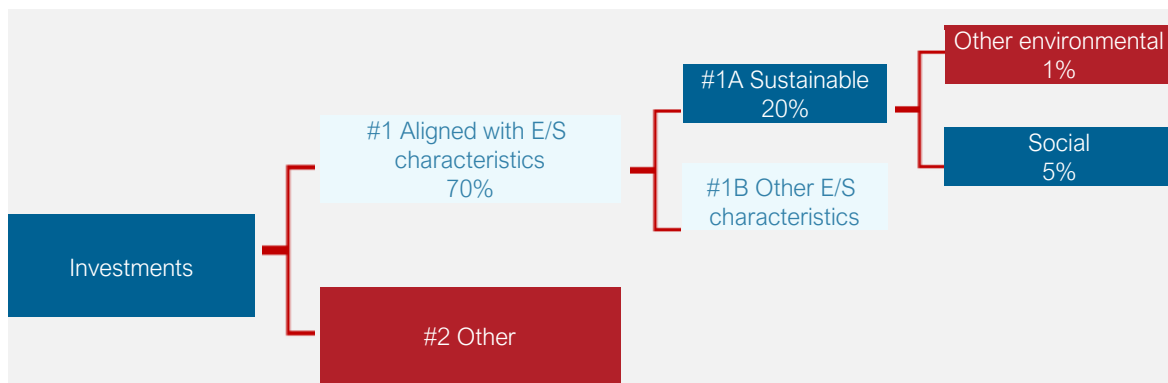 Investments
#1 Aligned with E/S
characteristics
70%
#2 Other
#1A Sustainable
20%
#1B Other E/S
characteristics
Other environmental
1%
Social
5%